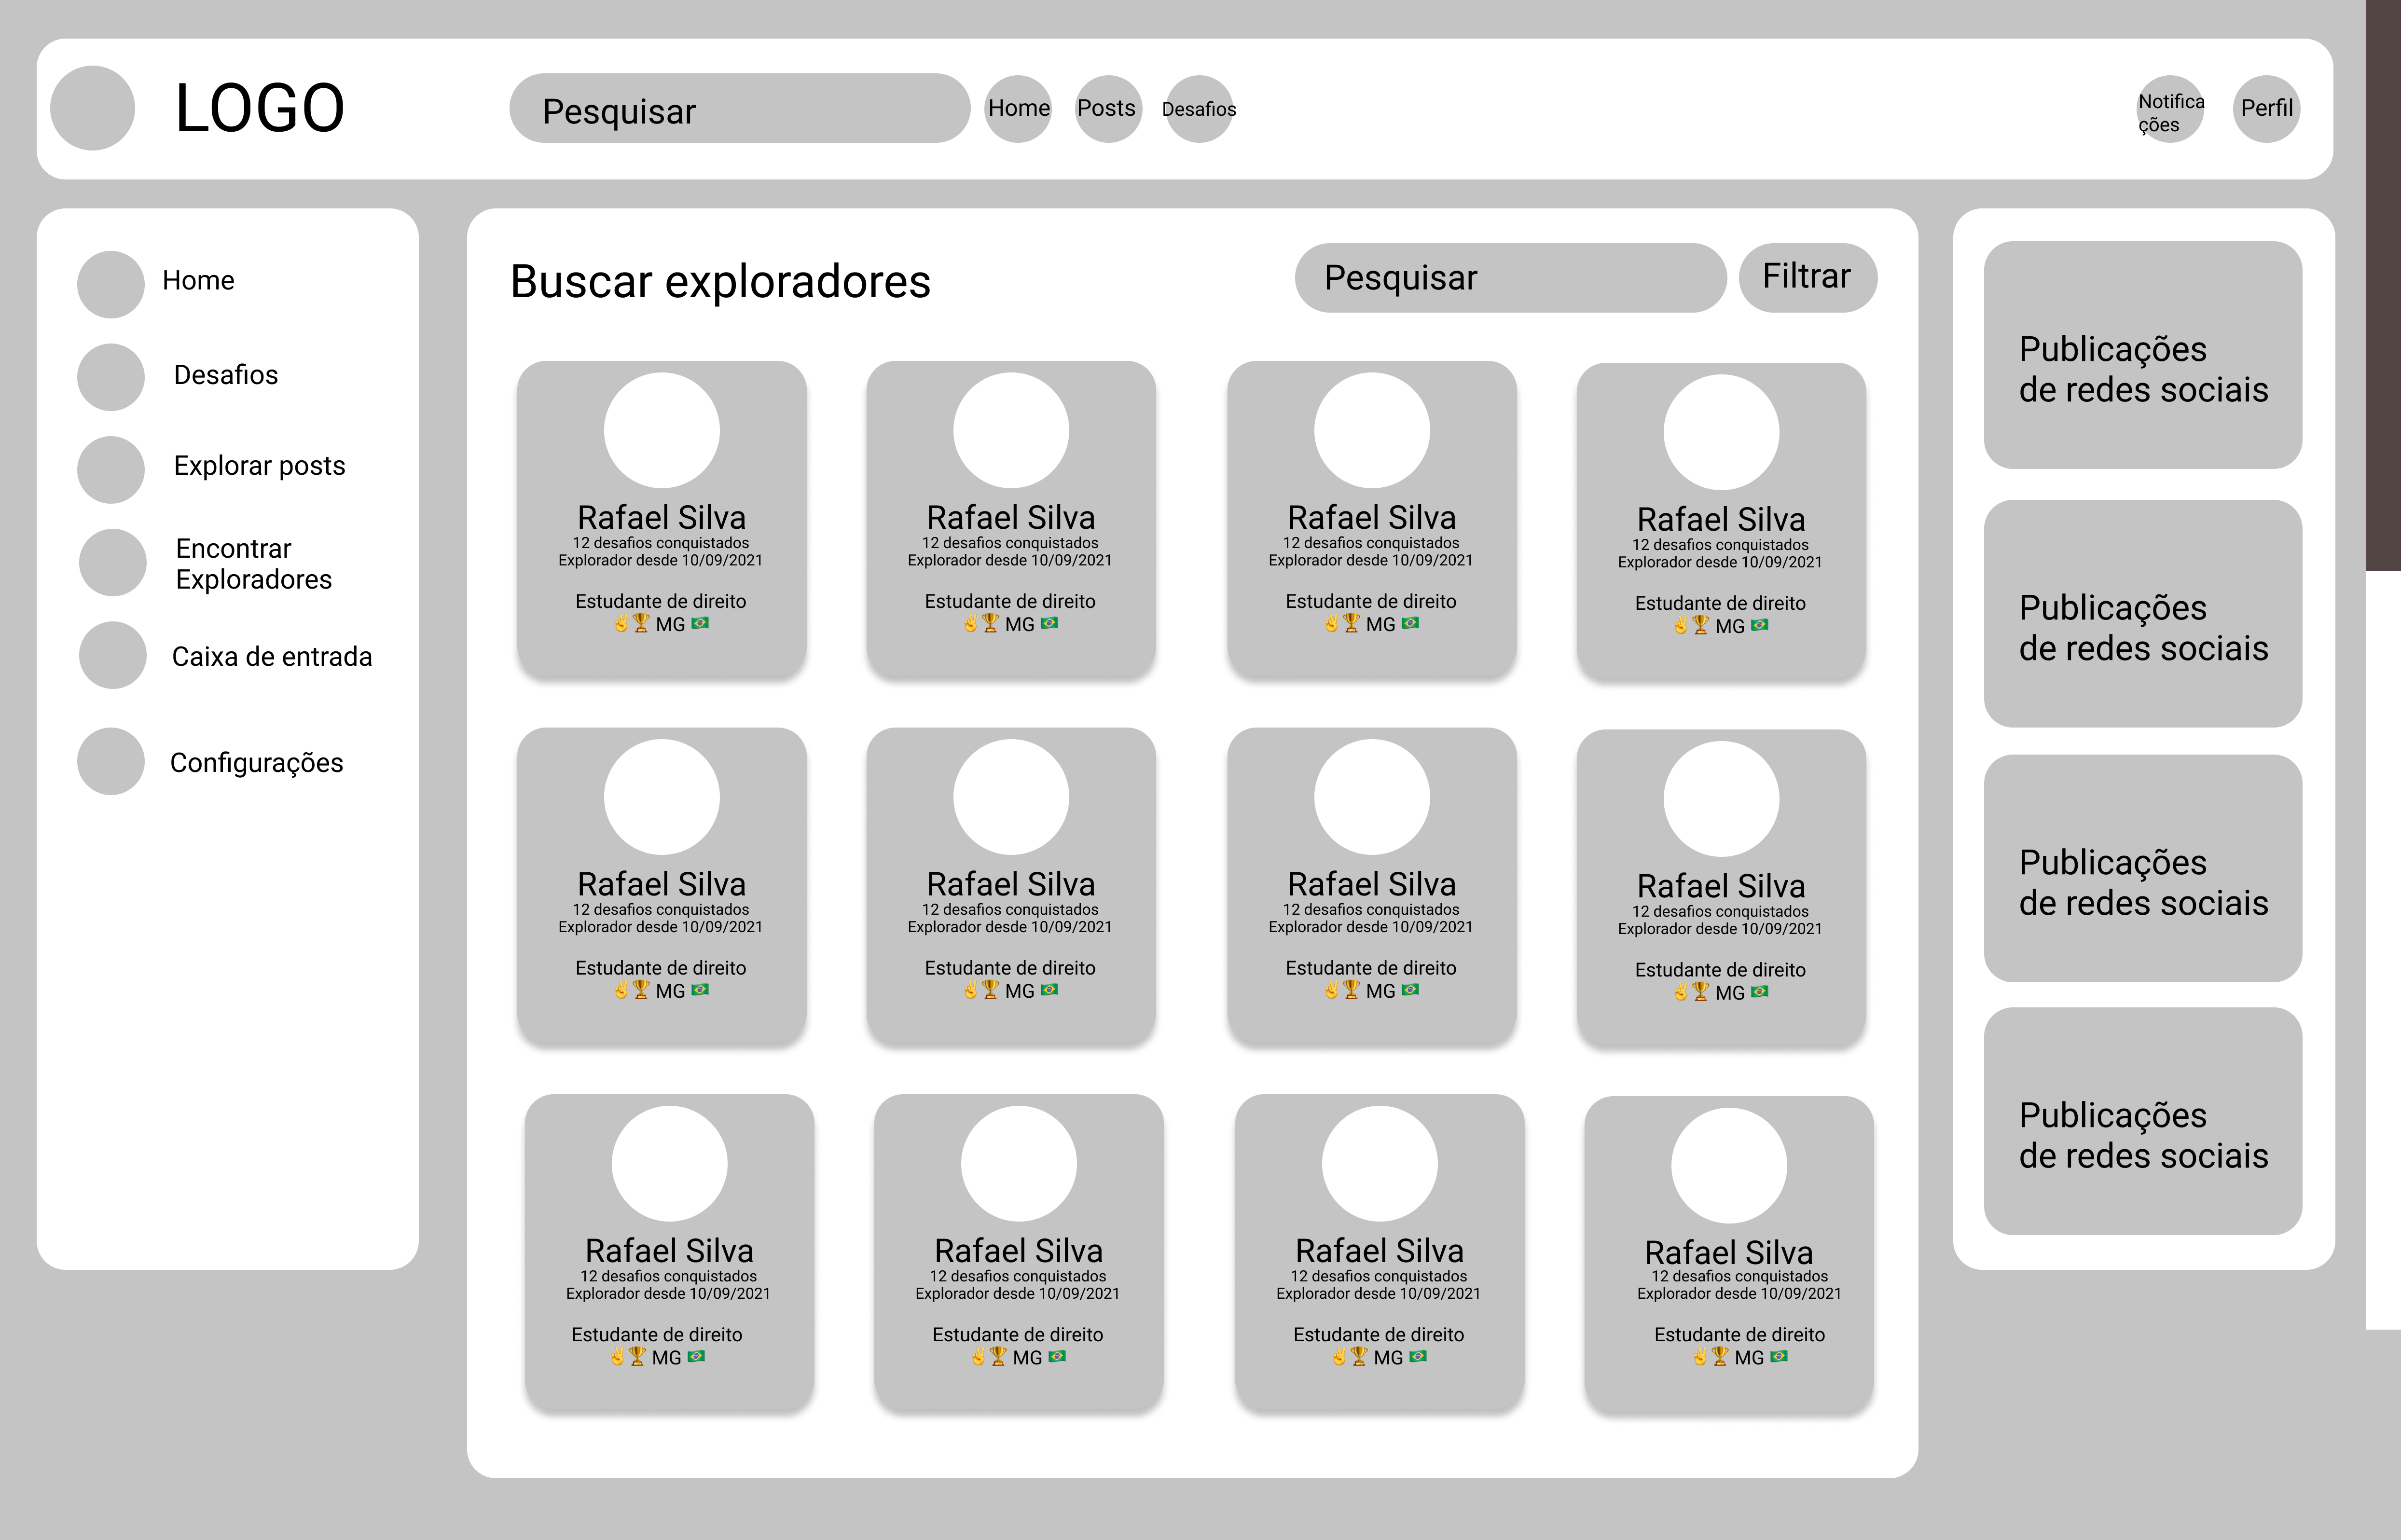 LOGO
Pesquisar
Home
Posts
Desafios
Notifica
ções
Perfil
Home
Desafios
Explorar posts
Encontrar
Exploradores
Caixa de entrada
Configurações
Buscar exploradores
Pesquisar
Filtrar
Rafael Silva
12 desafios conquistados
Explorador desde 10/09/2021
Estudante de direito
✌🏆 MG 🇧🇷
Rafael Silva
12 desafios conquistados
Explorador desde 10/09/2021
Estudante de direito
✌🏆 MG 🇧🇷
Rafael Silva
12 desafios conquistados
Explorador desde 10/09/2021
Estudante de direito
✌🏆 MG 🇧🇷
Rafael Silva
12 desafios conquistados
Explorador desde 10/09/2021
Estudante de direito
✌🏆 MG 🇧🇷
Rafael Silva
12 desafios conquistados
Explorador desde 10/09/2021
Estudante de direito
✌🏆 MG 🇧🇷
Rafael Silva
12 desafios conquistados
Explorador desde 10/09/2021
Estudante de direito
✌🏆 MG 🇧🇷
Rafael Silva
12 desafios conquistados
Explorador desde 10/09/2021
Estudante de direito
✌🏆 MG 🇧🇷
Rafael Silva
12 desafios conquistados
Explorador desde 10/09/2021
Estudante de direito
✌🏆 MG 🇧🇷
Rafael Silva
12 desafios conquistados
Explorador desde 10/09/2021
Estudante de direito
✌🏆 MG 🇧🇷
Rafael Silva
12 desafios conquistados
Explorador desde 10/09/2021
Estudante de direito
✌🏆 MG 🇧🇷
Rafael Silva
12 desafios conquistados
Explorador desde 10/09/2021
Estudante de direito
✌🏆 MG 🇧🇷
Rafael Silva
12 desafios conquistados
Explorador desde 10/09/2021
Estudante de direito
✌🏆 MG 🇧🇷
Publicações
de redes sociais
Publicações
de redes sociais
Publicações
de redes sociais
Publicações
de redes sociais